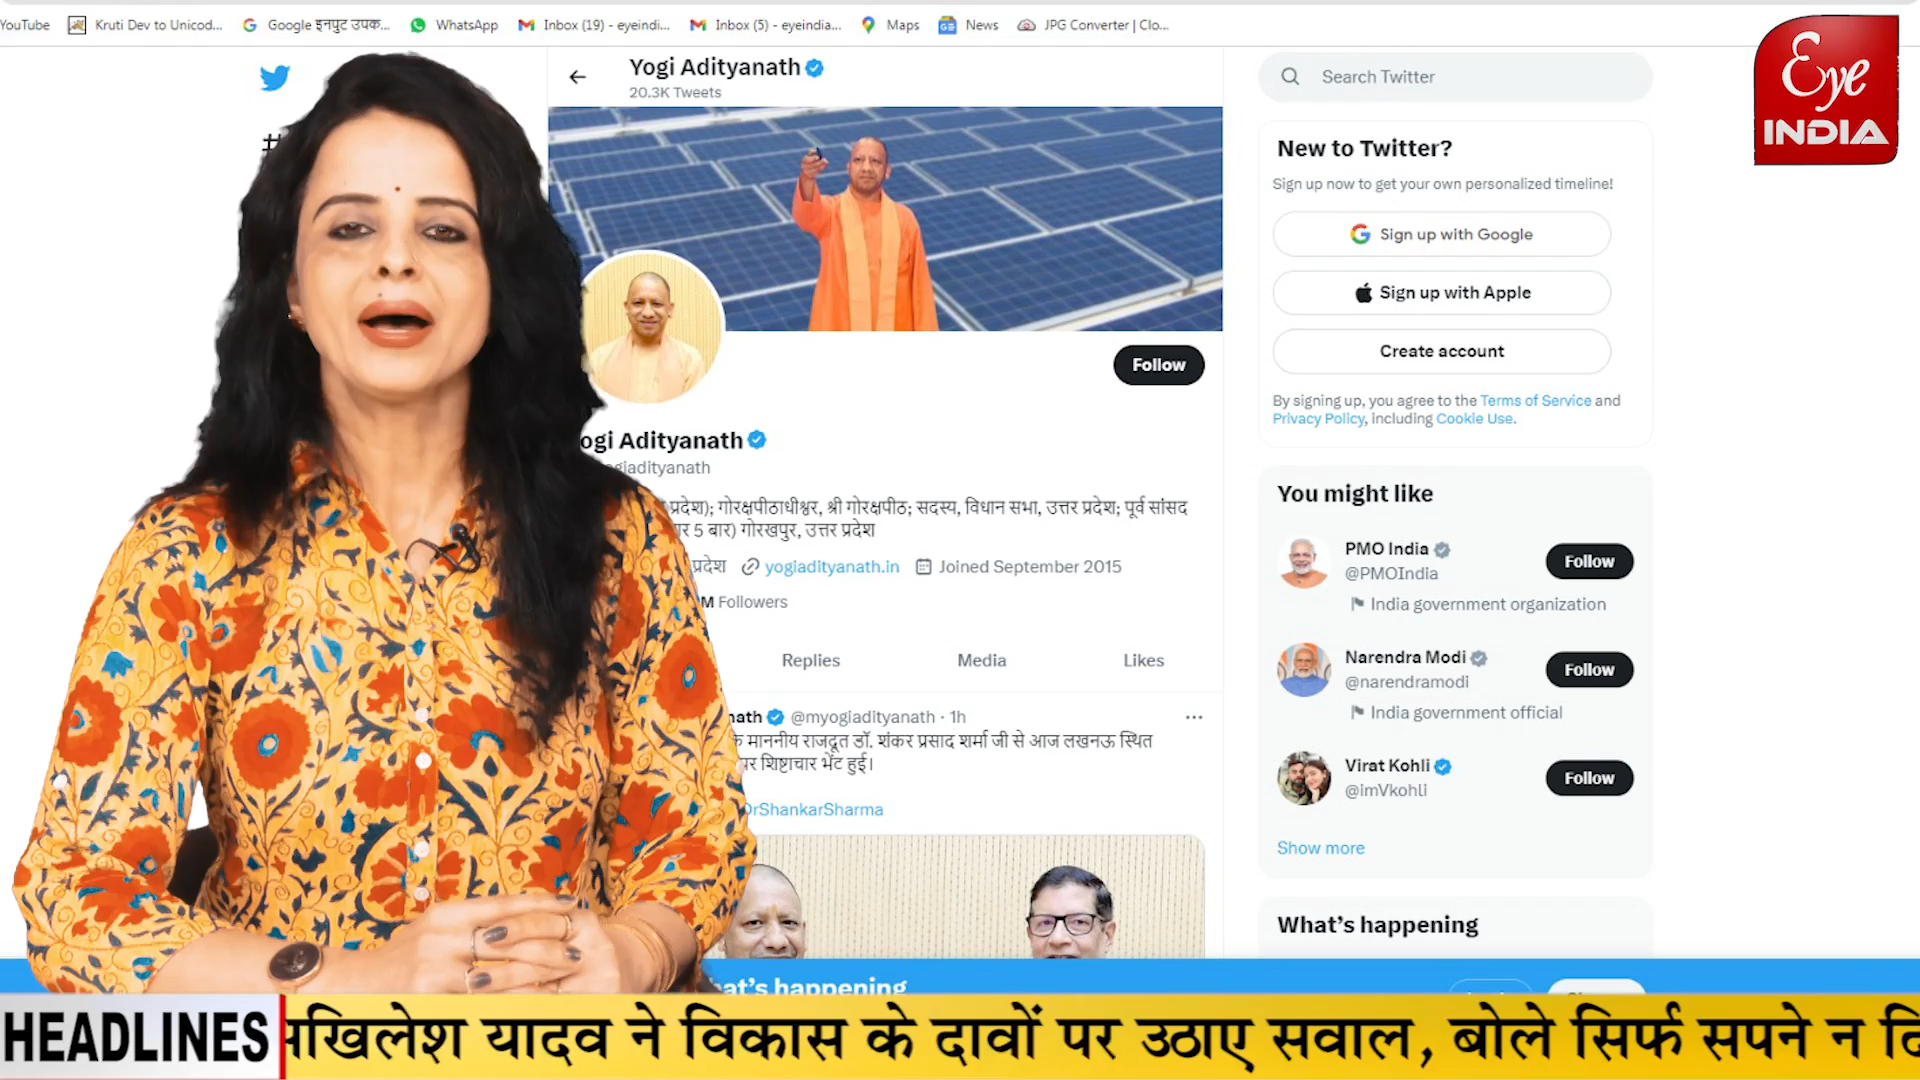 YouTube
Kruti Dev to Unicod...
Google इनपुट उपक...
WhatsApp
Inbox (19) - eyeindi...
Inbox (5) - eyeindia...
Maps
News
JPG Converter | Clo...
Eye
INDIA
#
Yogi Adityanath
20.3K Tweets
Follow
ogi Adityanath
ogiadityanath
प्रदेश); गोरक्षपीठाधीश्वर, श्री गोरक्षपीठ; सदस्य, विधान सभा, उत्तर प्रदेश; पूर्व सांसद
र 5 बार) गोरखपुर, उत्तर प्रदेश
प्रदेश yogiadityanath.in Joined September 2015
M Followers
Replies Media Likes
nath @myogiadityanath · 1h
के माननीय राजदूत डॉ. शंकर प्रसाद शर्मा जी से आज लखनऊ स्थित
पर शिष्टाचार भेंट हुई।
DrShankarSharma
Search Twitter
New to Twitter?
Sign up now to get your own personalized timeline!
Sign up with Google
Sign up with Apple
Create account
By signing up, you agree to the Terms of Service and
Privacy Policy, including Cookie Use.
You might like
PMO India
@PMOIndia
Follow
India government organization
Narendra Modi
@narendramodi
Follow
India government official
Virat Kohli
@imVkohli
Follow
Show more
What's happening
hat's happening
HEADLINES
अखिलेश यादव ने विकास के दावों पर उठाए सवाल, बोले सिर्फ सपने न दि